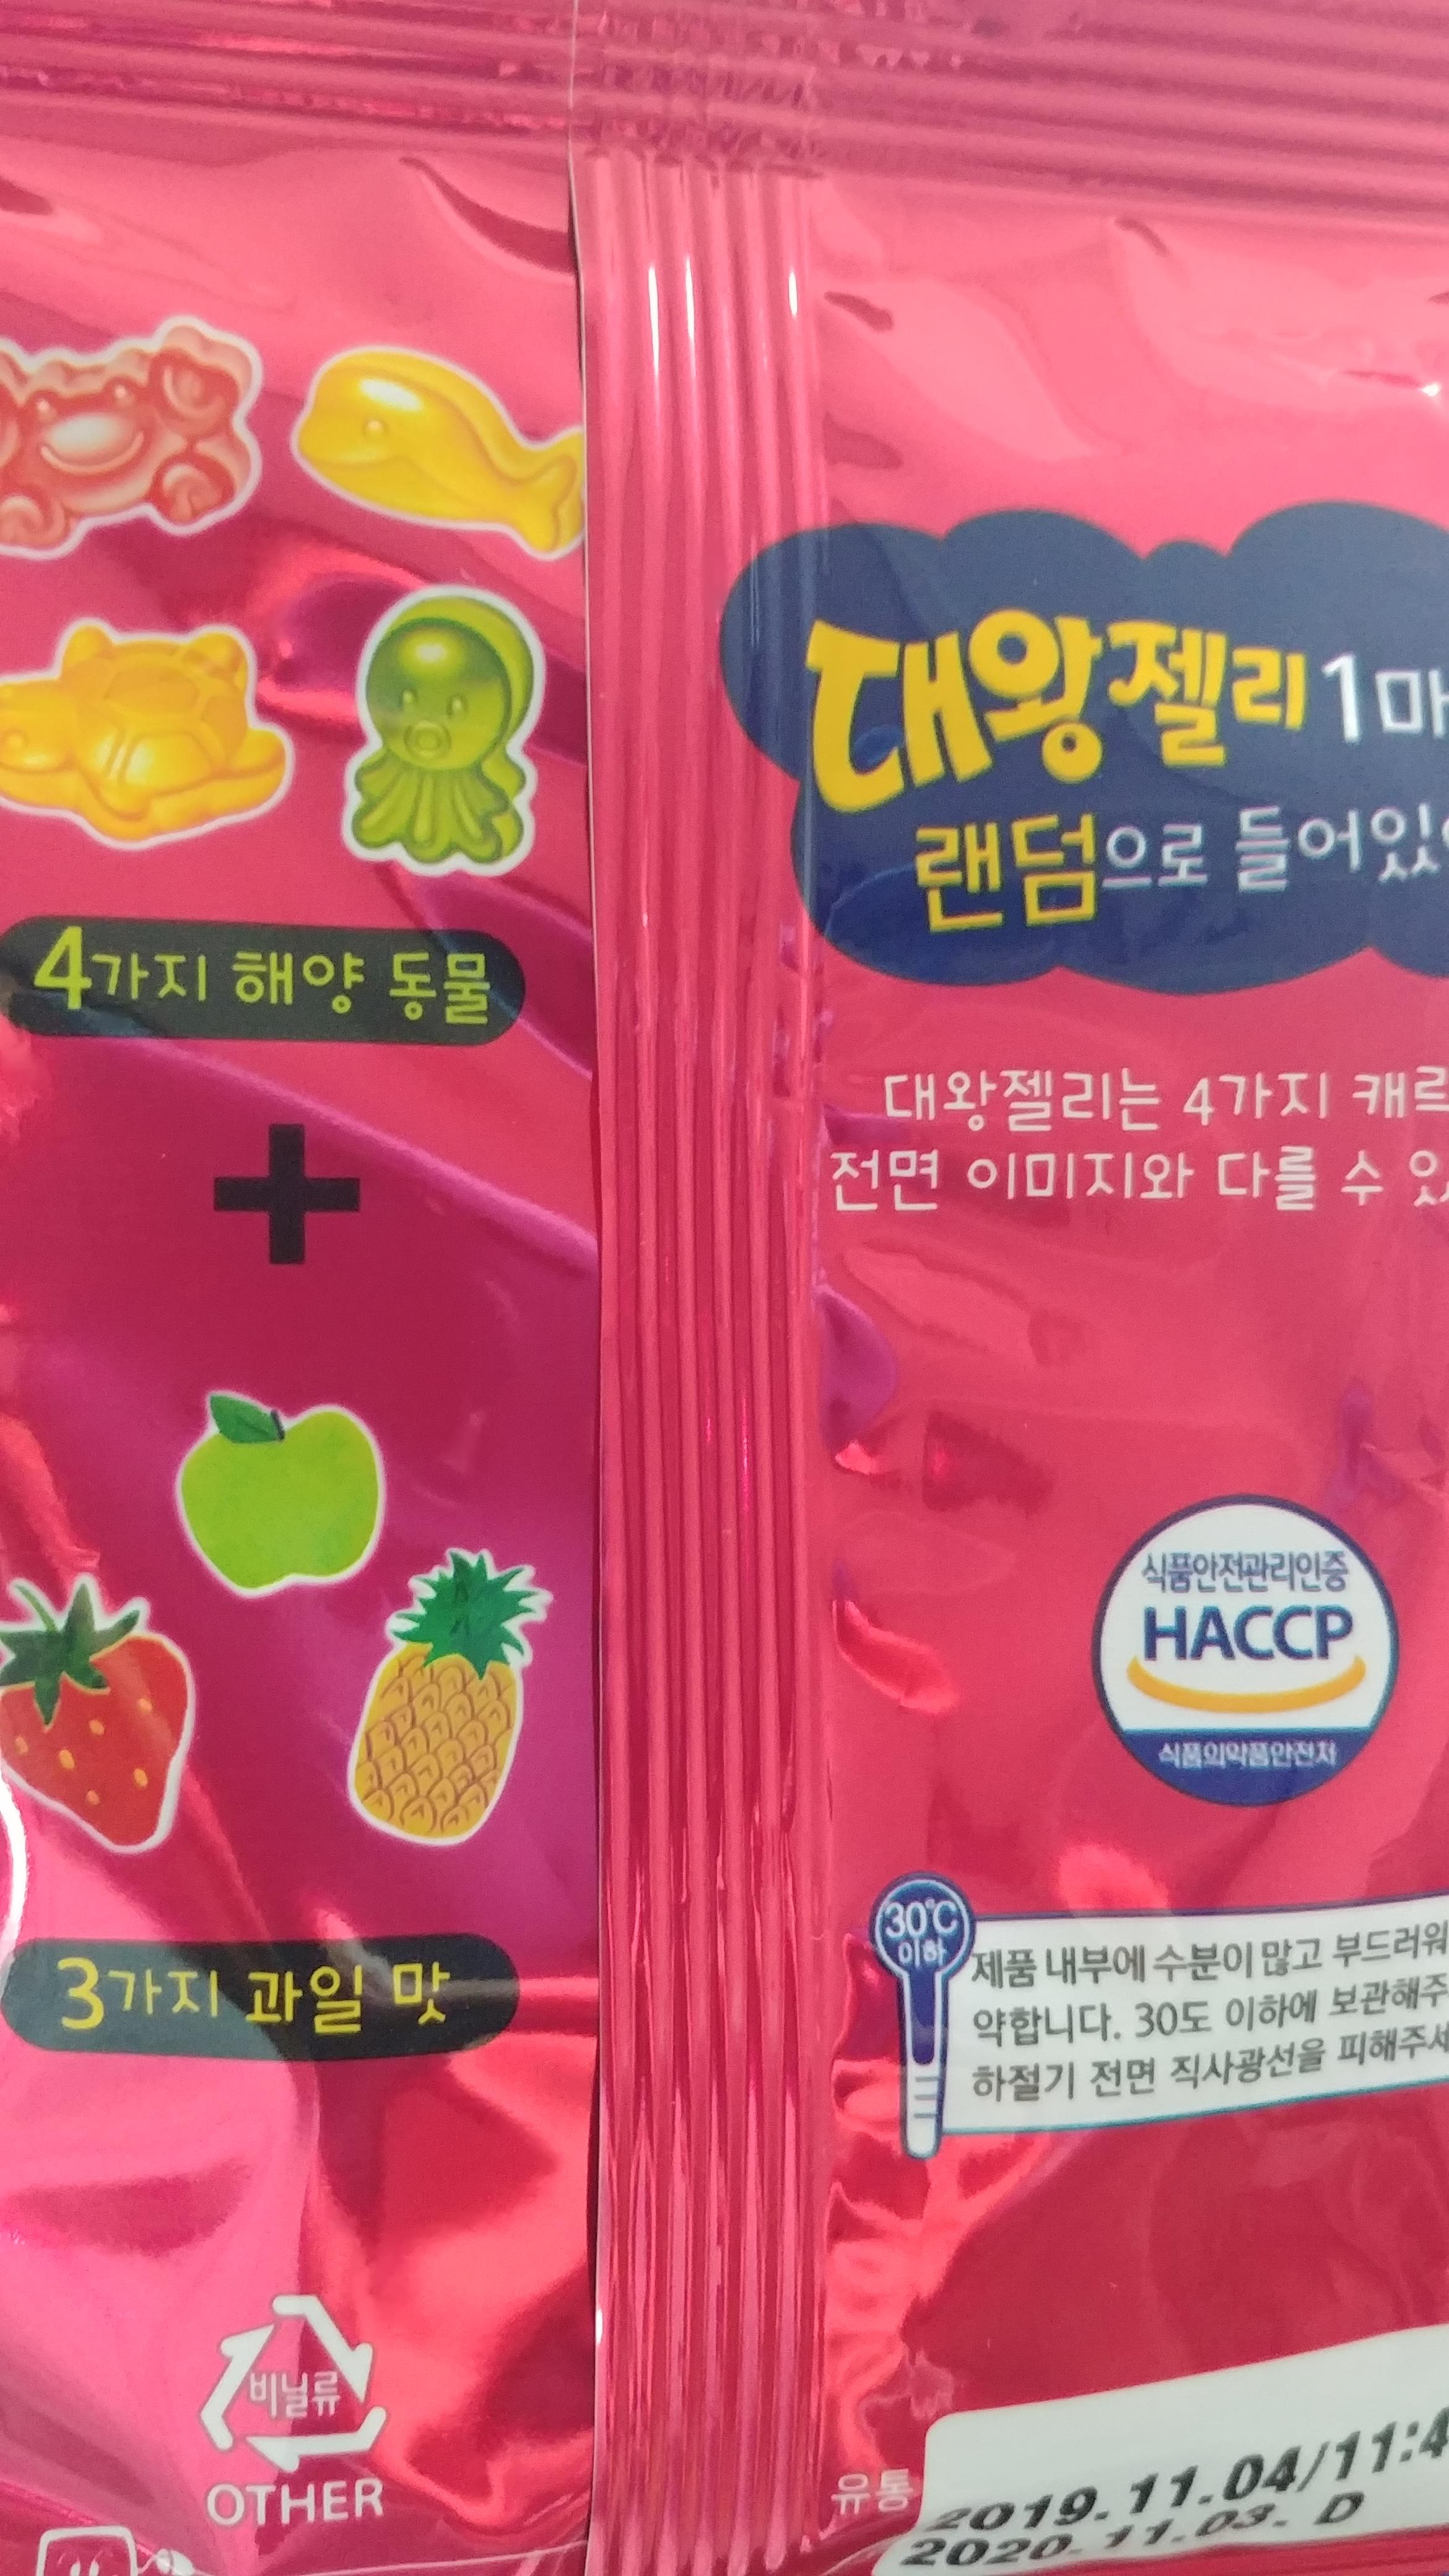 4가지 해양 동물
3가지 과일 맛
비닐류
OTHER
대왕젤리 1매
랜덤으로 들어있
대왕젤리는 4가지
전면 이미지와 다를 수
식품안전관리인증
HACCP
식품의약품안전처
30℃
이하
제품 내부에 수분이 많고 부드러워
약합니다. 30도 이하에 보관해주
하절기 전면 직사광선을 피해주
유통
2019.11.04/11:4
2020.11.03. D